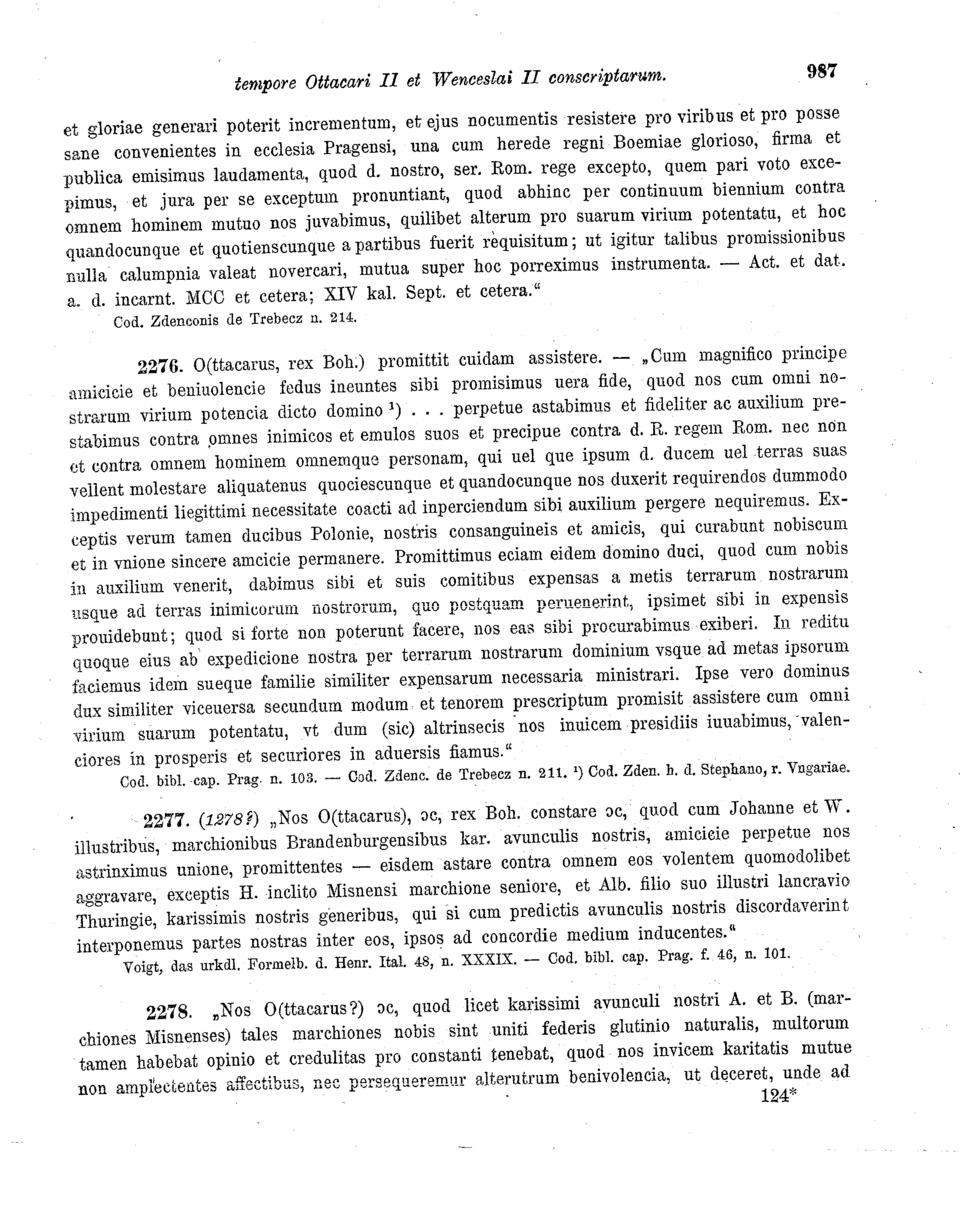 tempore Ottacari II et Wenceslai II conscriptarum. 987
et gloriae generari poterit incrementum, et ejus nocumentis resistere pro viribus et pro posse
sane convenientes in ecclesia Pragensi, una cum herede regni Boemiae glorioso, firma et
publica emisimus laudamenta, quod d. nostro, ser. Rom. rege excepto, quem pari voto exce-
pimus, et jura per se exceptum pronuntiant, quod abhinc per continuum biennium contra
omnem hominem mutuo nos juvabimus, quilibet alterum pro suarum virium potentatu, et hoc
quandocunque et quotienscunque a partibus fuerit requisitum; ut igitur talibus promissionibus
nulla calumpnia valeat novercari, mutua super hoc porreximus instrumenta. — Act. et dat.
a. d. incarnt. MCC et cetera; XIV kal. Sept. et cetera.“
Cod. Zdenconis de Trebecz n. 214.
2276. O(ttacarus, rex Boh.) promittit cuidam assistere. — „Cum magnifico principe
amicicie et beniuolencie fedus ineuntes sibi promisimus uera fide, quod nos cum omni no-
strarum virium potencia dicto domino ¹) . . . perpetue astabimus et fideliter ac auxilium pre-
stabimus contra omnes inimicos et emulos suos et precipue contra d. R. regem Rom. nec non
et contra omnem hominem omnemque personam, qui uel que ipsum d. ducem uel terras suas
vellent molestare aliquatenus quociescunque et quandocunque nos duxerit requirendos dummodo
impedimenti liegittimi necessitate coacti ad inperciendum sibi auxilium pergere nequiremus. Ex-
ceptis verum tamen ducibus Polonie, nostris consanguineis et amicis, qui curabunt nobiscum
et in vnione sincere amcicie permanere. Promittimus eciam eidem domino duci, quod cum nobis
in auxilium venerit, dabimus sibi et suis comitibus expensas a metis terrarum nostrarum
usque ad terras inimicorum nostrorum, quo postquam peruenerint, ipsimet sibi in expensis
prouidebunt; quod si forte non poterunt facere, nos eas sibi procurabimus exiberi. In reditu
quoque eius ab expedicione nostra per terrarum nostrarum dominium vsque ad metas ipsorum
faciemus idem sueque familie similiter expensarum necessaria ministrari. Ipse vero dominus
dux similiter viceuersa secundum modum et tenorem prescriptum promisit assistere cum omni
virium suarum potentatu, vt dum (sic) altrinsecis nos inuicem presidiis iuuabimus, valen-
ciores in prosperis et securiores in aduersis fiamus.“
Cod. bibl. cap. Prag. n. 103. — Cod. Zdenc. de Trebecz n. 211. ¹) Cod. Zden. h. d. Stephano, r. Vngariae.
2277. (1278?) „Nos O(ttacarus), ɔc, rex Boh. constare ɔc, quod cum Johanne et W.
illustribus, marchionibus Brandenburgensibus kar. avunculis nostris, amicicie perpetue nos
astrinximus unione, promittentes — eisdem astare contra omnem eos volentem quomodolibet
aggravare, exceptis H. inclito Misnensi marchione seniore, et Alb. filio suo illustri lancravio
Thuringie, karissimis nostris generibus, qui si cum predictis avunculis nostris discordaverint
interponemus partes nostras inter eos, ipsos ad concordie medium inducentes.“
Voigt, das urkdl. Formelb. d. Henr. Ital. 48, n. XXXIX. — Cod. bibl. cap. Prag. f. 46, n. 101.
2278. „Nos O(ttacarus?) ɔc, quod licet karissimi avunculi nostri A. et B. (mar-
chiones Misnenses) tales marchiones nobis sint uniti federis glutinio naturalis, multorum
tamen habebat opinio et credulitas pro constanti tenebat, quod nos invicem karitatis mutue
non amplectentes affectibus, nec persequeremur alterutrum benivolencia, ut deceret, unde ad
124*